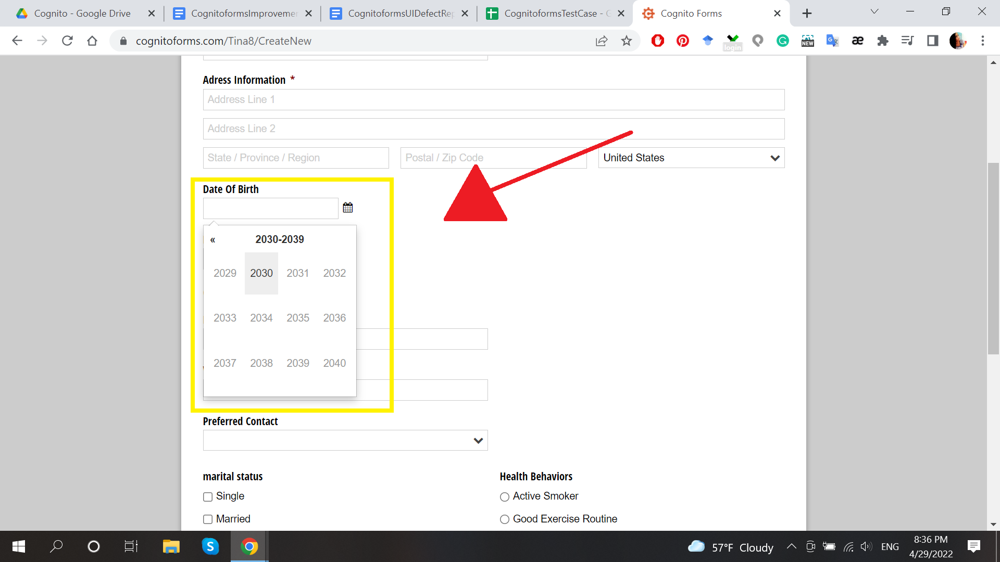 Cognito - Google Drive
CognitoformsImprovemen
CognitoformsUIDefectRep
CognitoformsTestCase - G
Cognito Forms
cognitoforms.com/Tina8/CreateNew
login
NEW
G
æ
Adress Information *
Address Line 1
Address Line 2
State / Province / Region
Postal / Zip Code
United States
Date Of Birth
« 2030-2039
2029 2030 2031 2032
2033 2034 2035 2036
2037 2038 2039 2040
Preferred Contact
marital status
Health Behaviors
Single
Active Smoker
Married
Good Exercise Routine
S
57°F Cloudy
ENG
8:36 PM
4/29/2022